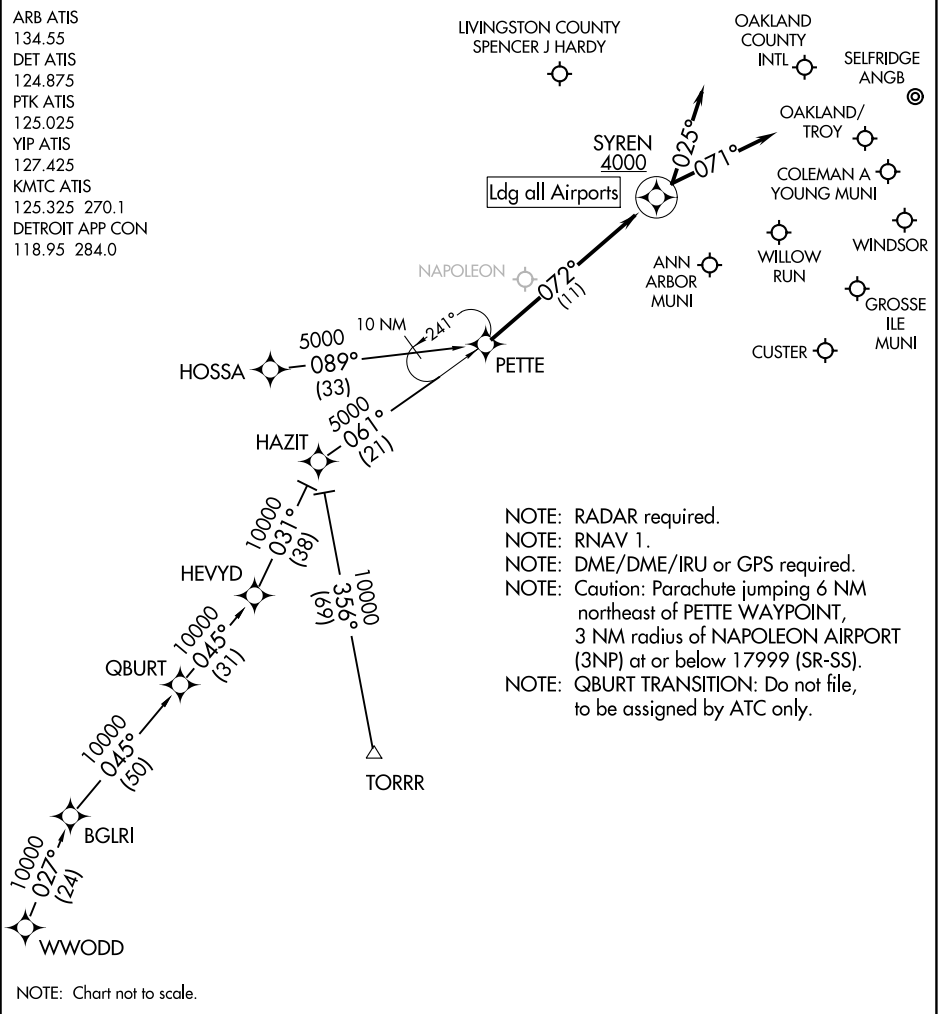 ARB ATIS
134.55
DET ATIS
124.875
PTK ATIS
125.025
YIP ATIS
127.425
KMTC ATIS
125.325 270.1
DETROIT APP CON
118.95 284.0
LIVINGSTON COUNTY
SPENCER J HARDY
OAKLAND
COUNTY
INTL
SELFRIDGE
ANGB
OAKLAND/
TROY
COLEMAN A
YOUNG MUNI
WINDSOR
WILLOW
RUN
ANN
ARBOR
MUNI
GROSSE
ILE
MUNI
CUSTER
SYREN
4000
Ldg all Airports
025°
071°
NAPOLEON
072°
(11)
10 NM
241°
PETTE
HOSSA
5000
089°
(33)
5000
061°
(21)
HAZIT
10000
031°
(38)
HEVYD
10000
356°
(69)
TORRR
10000
045°
(31)
QBURT
10000
045°
(50)
BGLRI
10000
027°
(24)
WWODD
NOTE: RADAR required.
NOTE: RNAV 1.
NOTE: DME/DME/IRU or GPS required.
NOTE: Caution: Parachute jumping 6 NM
northeast of PETTE WAYPOINT,
3 NM radius of NAPOLEON AIRPORT
(3NP) at or below 17999 (SR-SS).
NOTE: QBURT TRANSITION: Do not file,
to be assigned by ATC only.
NOTE: Chart not to scale.